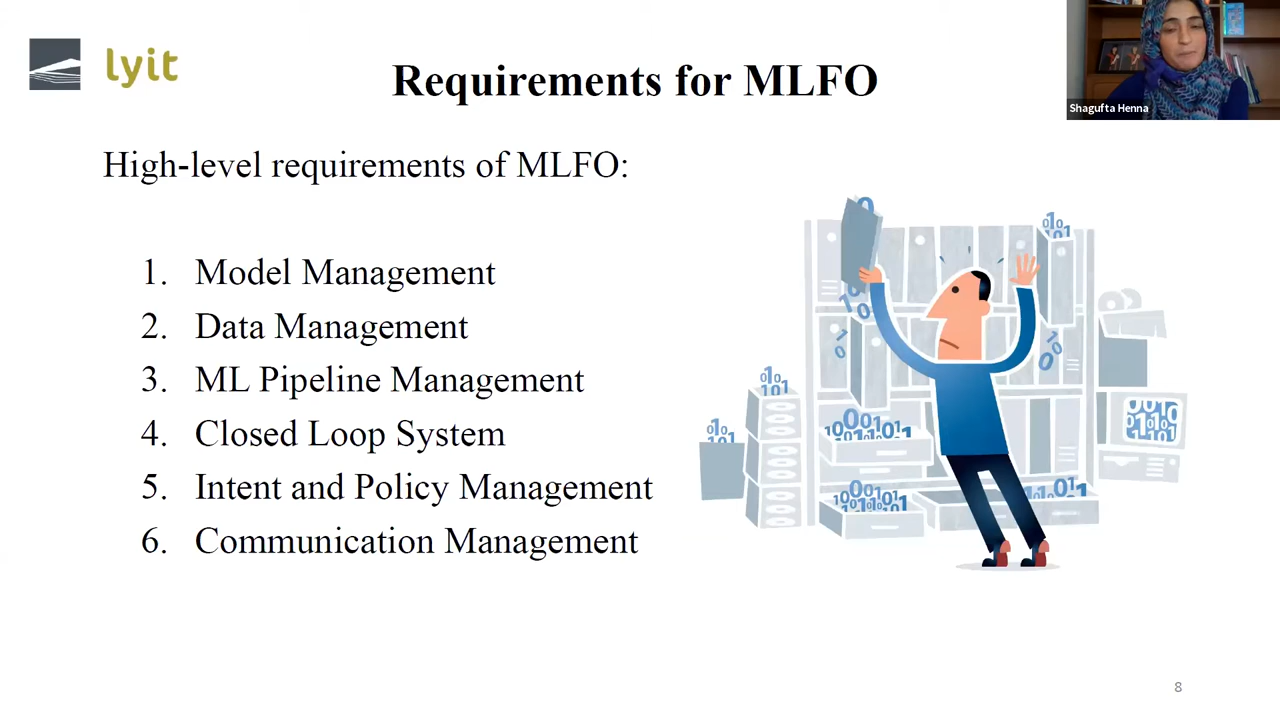 lyit
Requirements for MLFO
Shagufta Henna
High-level requirements of MLFO:
1. Model Management
2. Data Management
3. ML Pipeline Management
4. Closed Loop System
5. Intent and Policy Management
6. Communication Management
8